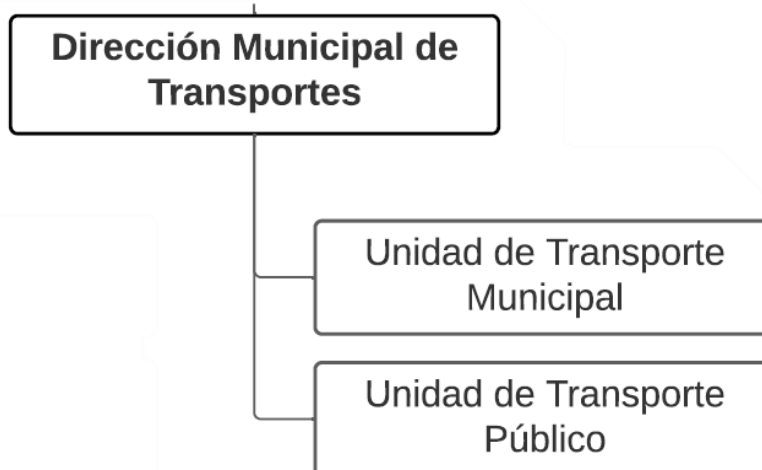 Dirección Municipal de
Transportes
Unidad de Transporte
Municipal
Unidad de Transporte
Público